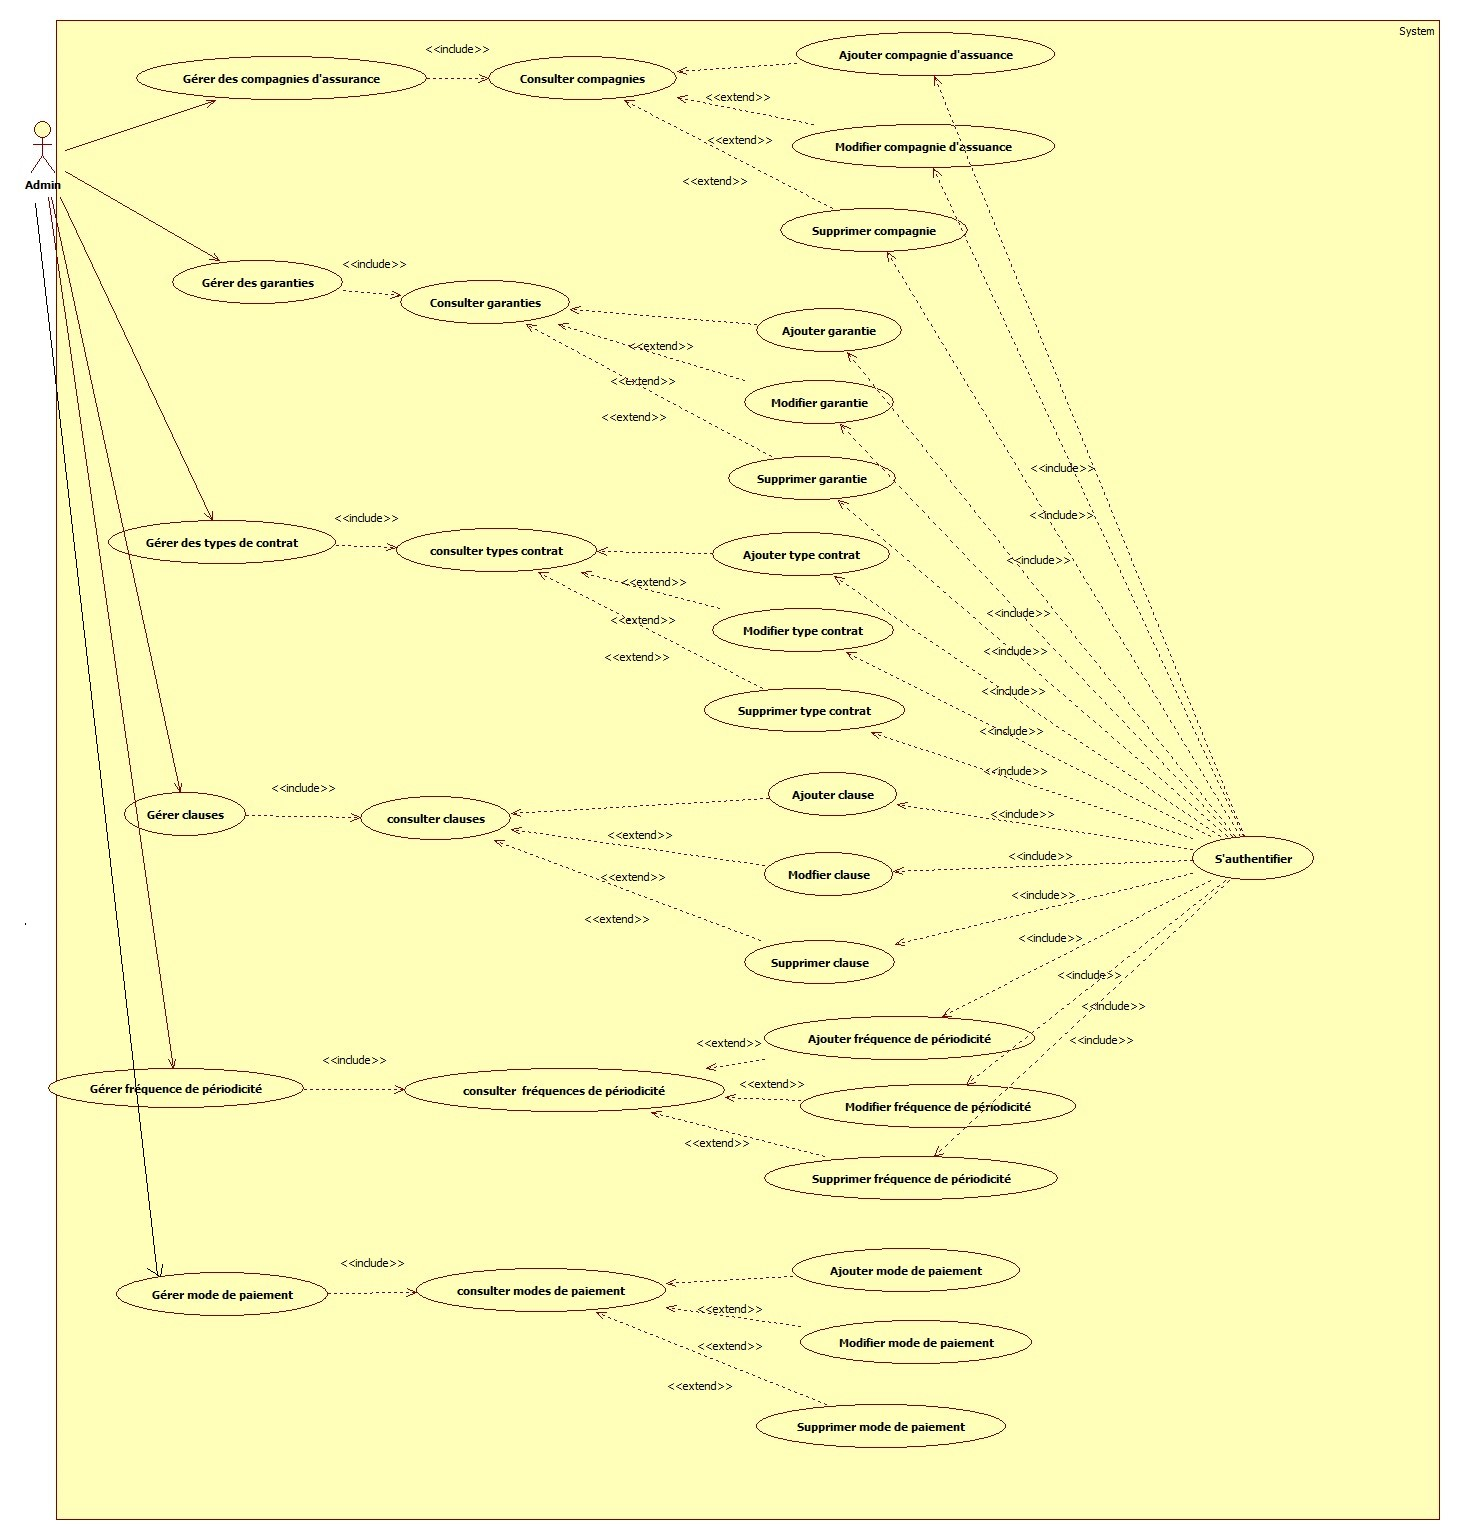 System
<<include>>
Ajouter compagnie d'assuance
Gérer des compagnies d'assurance
Consulter compagnies
<<extend>>
<<extend>>
Modifier compagnie d'assuance
<<extend>>
Admin
Supprimer compagnie
<<include>>
Gérer des garanties
Consulter garanties
Ajouter garantie
<<extend>>
<<extend>>
Modifier garantie
<<extend>>
<<include>>
Supprimer garantie
<<include>>
<<include>>
Gérer des types de contrat
consulter types contrat
Ajouter type contrat
<<include>>
<<extend>>
<<include>>
<<extend>>
Modifier type contrat
<<include>>
<<extend>>
<<include>>
Supprimer type contrat
<<include>>
<<include>>
<<include>>
Gérer clauses
consulter clauses
Ajouter clause
<<include>>
<<extend>>
<<include>>
S'authentifier
<<extend>>
Modfier clause
<<include>>
<<extend>>
<<include>>
Supprimer clause
<<include>>
<<include>>
<<include>>
<<extend>>
Ajouter fréquence de périodicité
<<include>>
Gérer fréquence de périodicité
consulter  fréquences de périodicité
<<extend>>
Modifier fréquence de périodicité
<<extend>>
Supprimer fréquence de périodicité
<<include>>
Gérer mode de paiement
consulter modes de paiement
Ajouter mode de paiement
<<extend>>
<<extend>>
Modifier mode de paiement
<<extend>>
Supprimer mode de paiement